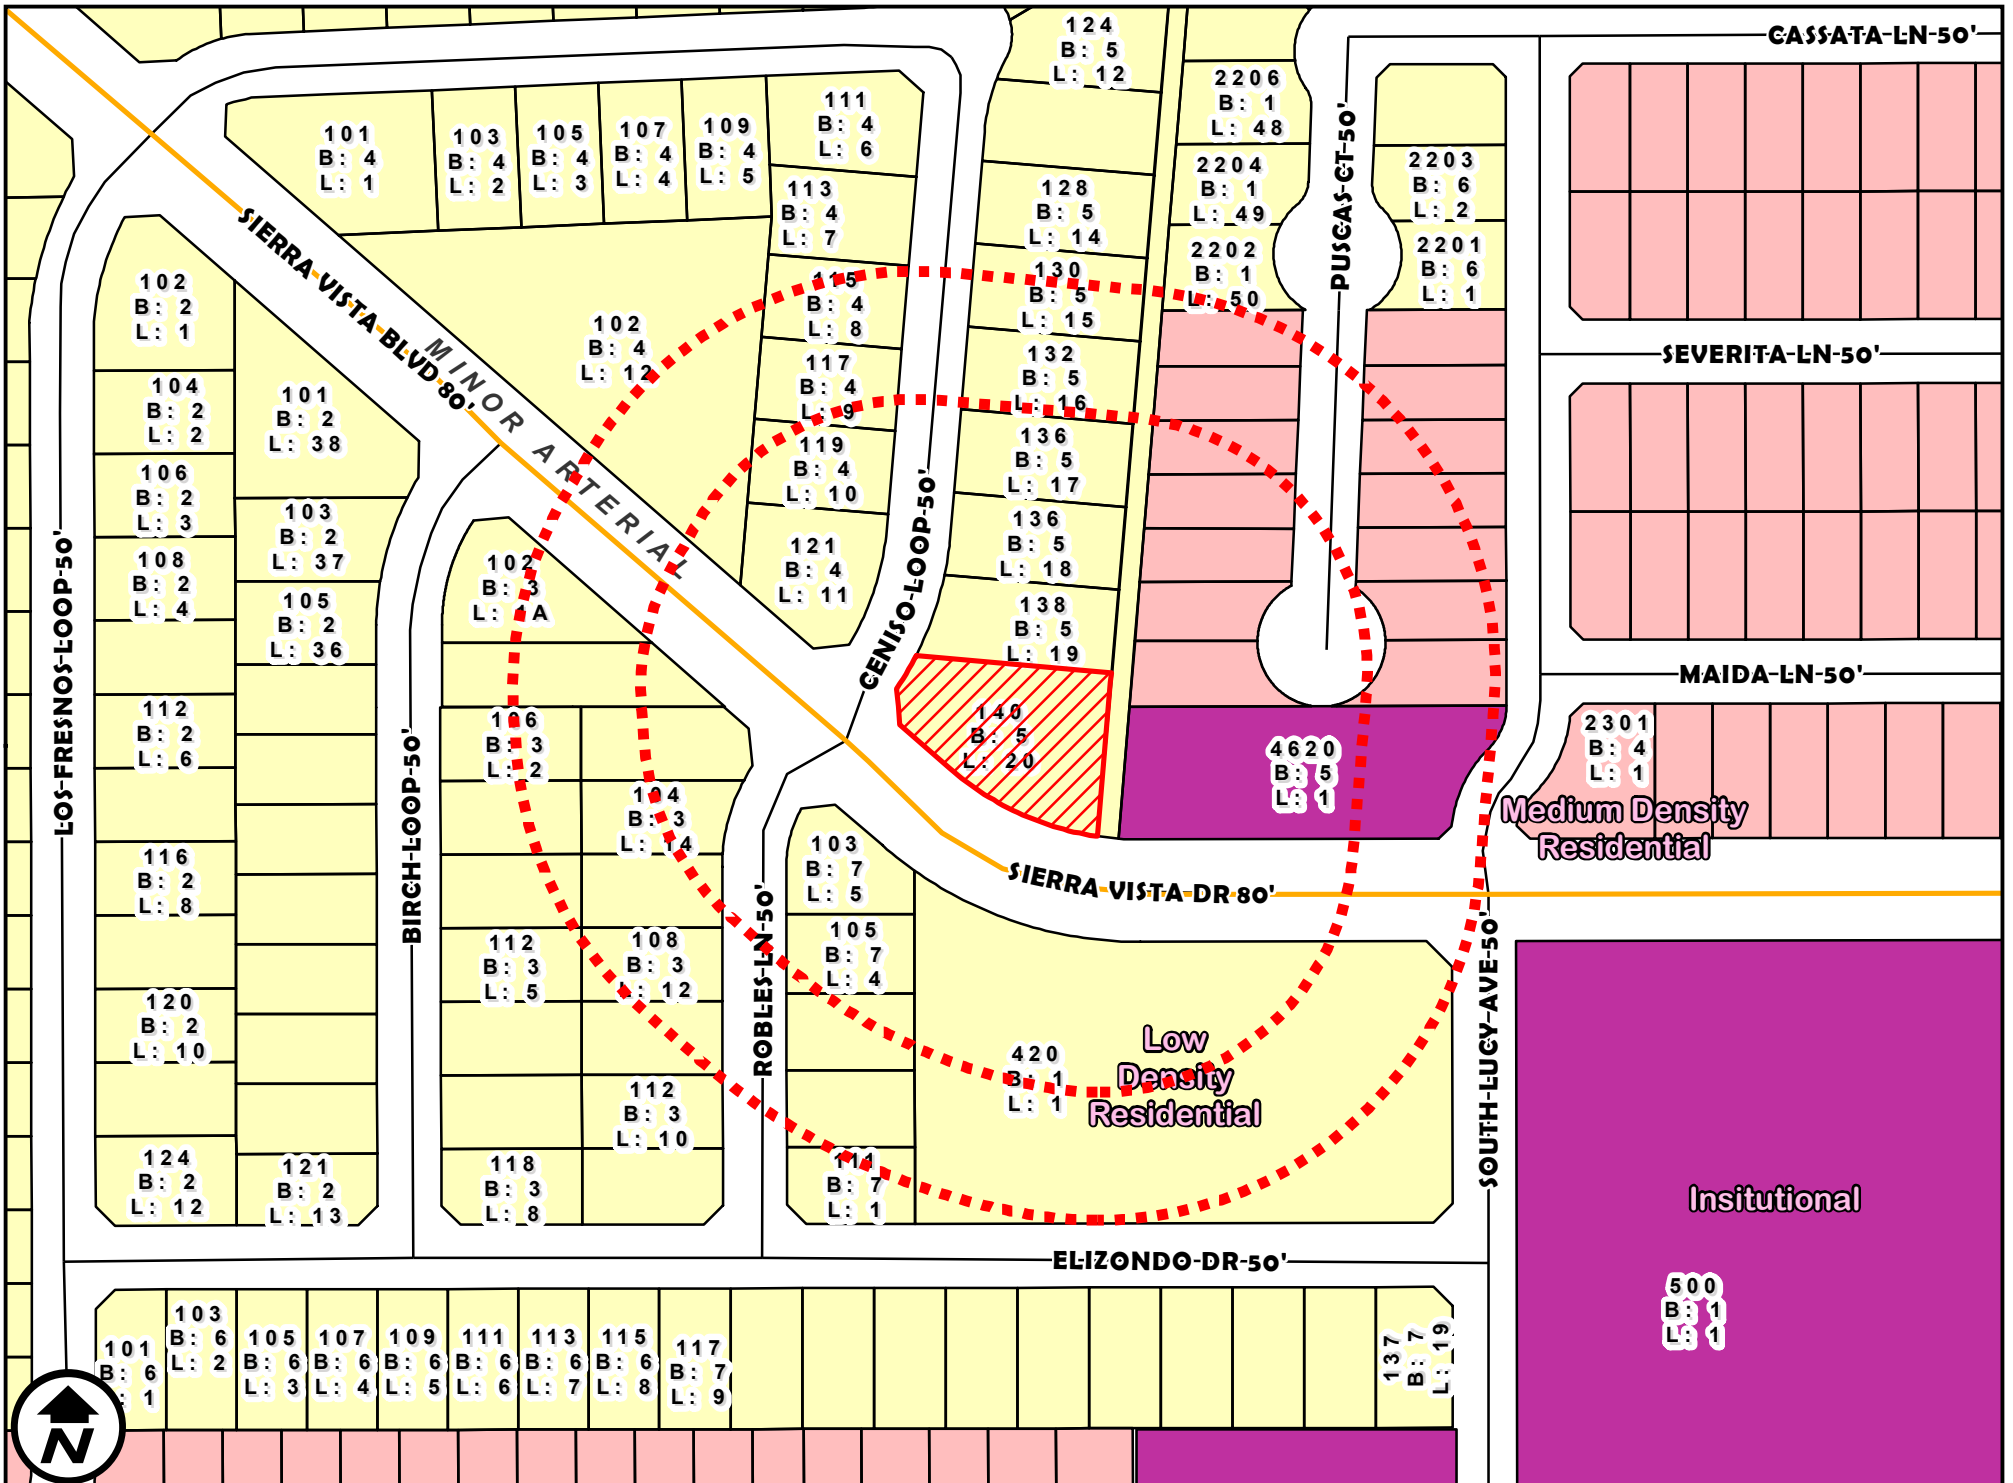 CASSATA-LN-50'
124
B: 5
L: 12
2206
B: 1
L: 48
101
B: 4
L: 1
103
B: 4
L: 2
105
B: 4
L: 3
107
B: 4
L: 4
109
B: 4
L: 5
111
B: 4
L: 6
113
B: 4
L: 7
128
B: 5
L: 14
2204
B: 1
L: 49
PUSCAS-CT-50'
2203
B: 6
L: 2
2202
B: 1
L: 50
2201
B: 6
L: 1
SIERRA-VISTA-BLVD 80'
MINOR ARTERIAL
102
B: 2
L: 1
102
B: 4
L: 12
115
B: 4
L: 8
130
B: 5
L: 15
SEVERITA-LN-50'
117
B: 4
L: 9
132
B: 5
L: 16
104
B: 2
L: 2
101
B: 2
L: 38
119
B: 4
L: 10
136
B: 5
L: 17
106
B: 2
L: 3
103
B: 2
L: 37
CENISO-LOOP-50'
136
B: 5
L: 18
LOS-FRESNOS-LOOP-50'
108
B: 2
L: 4
105
B: 2
L: 36
102
B: 3
L: 1A
121
B: 4
L: 11
138
B: 5
L: 19
MAIDA-LN-50'
112
B: 2
L: 6
BIRCH-LOOP-50'
106
B: 3
L: 2
140
B: 5
L: 20
4620
B: 5
L: 1
2301
B: 4
L: 1
Medium Density
Residential
104
B: 3
L: 14
116
B: 2
L: 8
103
B: 7
L: 5
SIERRA-VISTA-DR 80'
112
B: 3
L: 5
108
B: 3
L: 12
ROBLES-LN-50'
105
B: 7
L: 4
SOUTH-LUCY-AVE-50'
120
B: 2
L: 10
420
B: 1
L: 1
Low
Density
Residential
112
B: 3
L: 10
124
B: 2
L: 12
121
B: 2
L: 13
118
B: 3
L: 8
111
B: 7
L: 1
Insitutional
ELIZONDO-DR-50'
500
B: 1
L: 1
101
B: 6
: 1
103
B: 6
L: 2
105
B: 6
L: 3
107
B: 6
L: 4
109
B: 6
L: 5
111
B: 6
L: 6
113
B: 6
L: 7
115
B: 6
L: 8
117
B: 7
L: 9
137
B: 7
L: 19
N